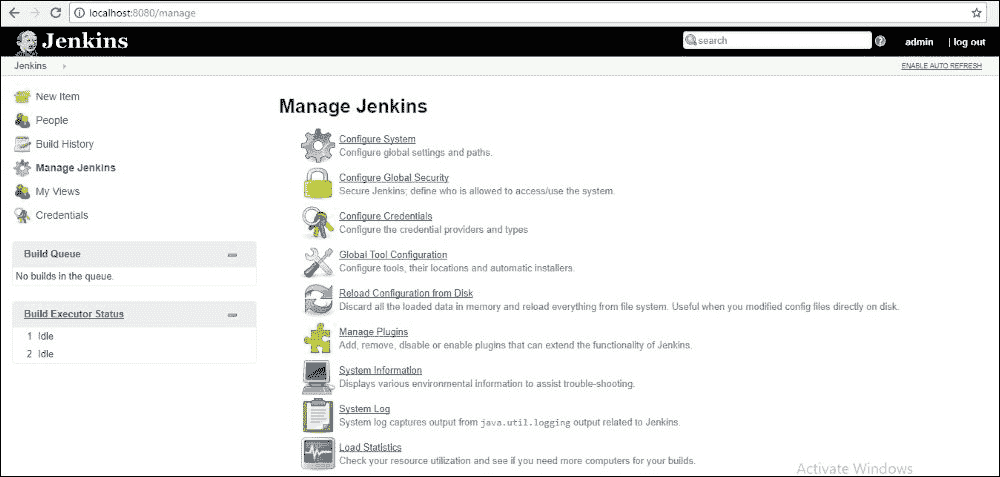 localhost:8080/manage
Jenkins
search
admin
| log out
Jenkins
ENABLE AUTO REFRESH
New Item
People
Build History
Manage Jenkins
My Views
Credentials
Build Queue
No builds in the queue.
Build Executor Status
1 Idle
2 Idle
Manage Jenkins
Configure System
Configure global settings and paths.
Configure Global Security
Secure Jenkins; define who is allowed to access/use the system.
Configure Credentials
Configure the credential providers and types
Global Tool Configuration
Configure tools, their locations and automatic installers.
Reload Configuration from Disk
Discard all the loaded data in memory and reload everything from file system. Useful when you modified config files directly on disk.
Manage Plugins
Add, remove, disable or enable plugins that can extend the functionality of Jenkins.
System Information
Displays various environmental information to assist trouble-shooting.
System Log
System log captures output from java.util.logging output related to Jenkins.
Load Statistics
Check your resource utilization and see if you need more computers for your builds.
Activate Windows